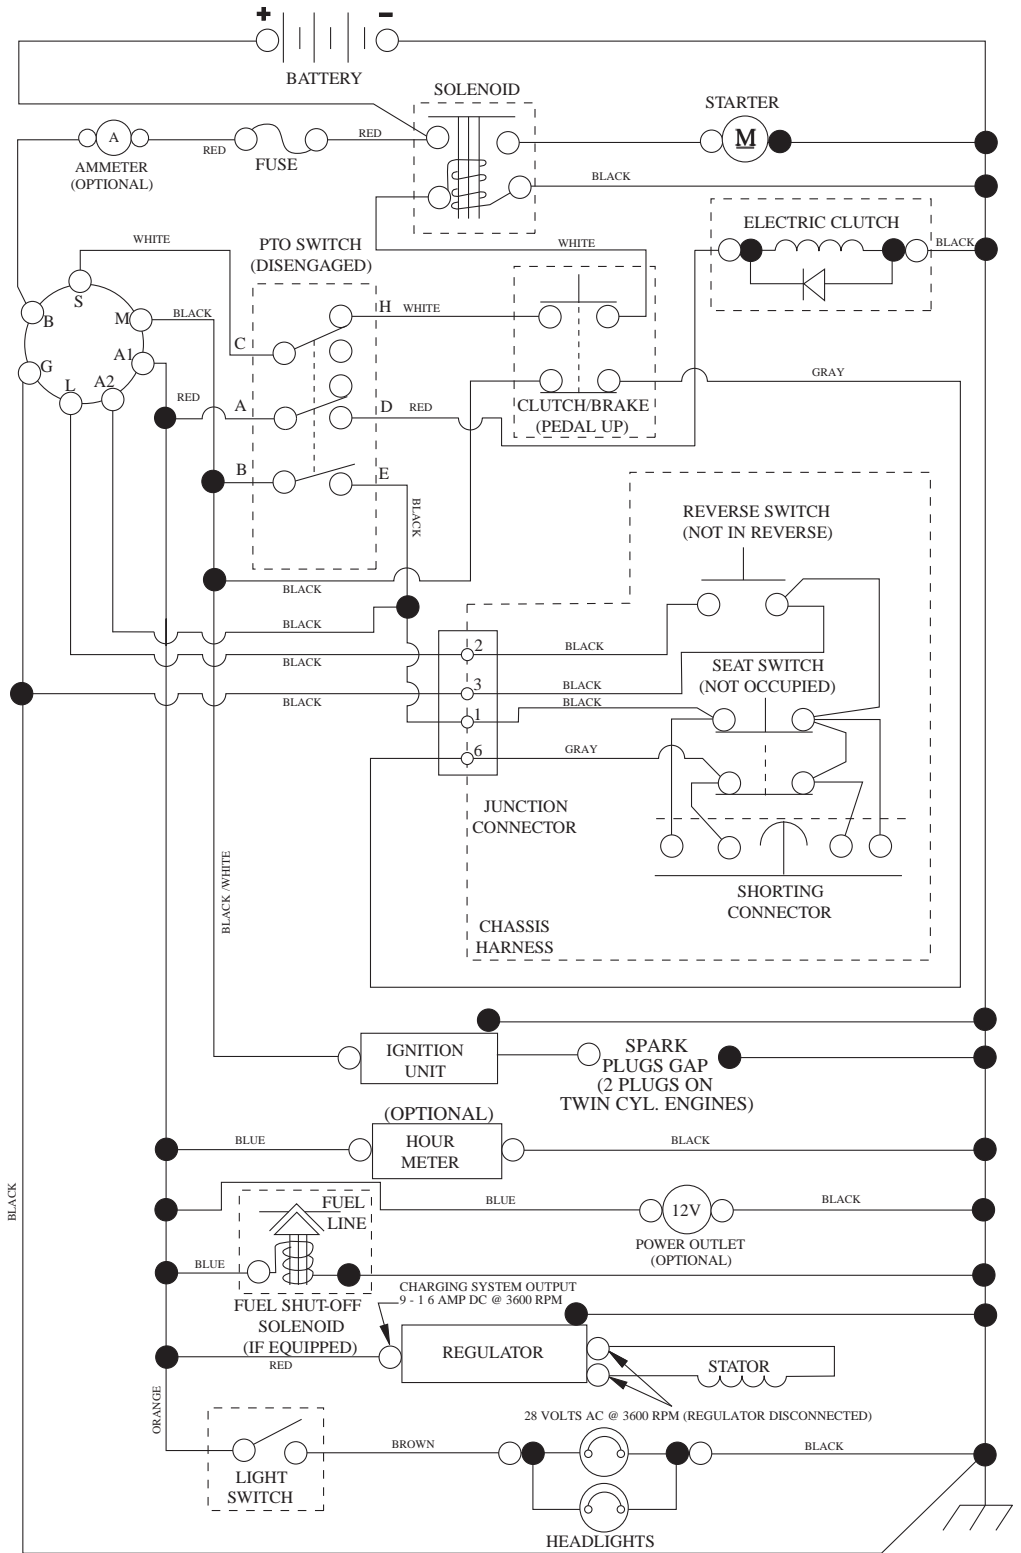 + −
BATTERY
SOLENOID
STARTER
M
A
AMMETER
(OPTIONAL)
RED
FUSE
RED
BLACK
ELECTRIC CLUTCH
BLACK
WHITE
PTO SWITCH
(DISENGAGED)
WHITE
S
B
M
BLACK
H
WHITE
C
A1
G
L
A2
RED
A
D
RED
GRAY
CLUTCH/BRAKE
(PEDAL UP)
B
E
BLACK
REVERSE SWITCH
(NOT IN REVERSE)
BLACK
BLACK
2
BLACK
BLACK
SEAT SWITCH
(NOT OCCUPIED)
3
BLACK
BLACK
BLACK
1
6
GRAY
JUNCTION
CONNECTOR
SHORTING
CONNECTOR
BLACK /WHITE
CHASSIS
HARNESS
IGNITION
UNIT
SPARK
PLUGS GAP
(2 PLUGS ON
TWIN CYL. ENGINES)
(OPTIONAL)
HOUR
METER
BLUE
BLACK
BLACK
BLUE
12V
BLACK
POWER OUTLET
(OPTIONAL)
FUEL
LINE
BLUE
FUEL SHUT-OFF
SOLENOID
(IF EQUIPPED)
CHARGING SYSTEM OUTPUT
9 - 1 6 AMP DC @ 3600 RPM
RED
REGULATOR
STATOR
28 VOLTS AC @ 3600 RPM (REGULATOR DISCONNECTED)
ORANGE
LIGHT
SWITCH
BROWN
BLACK
HEADLIGHTS